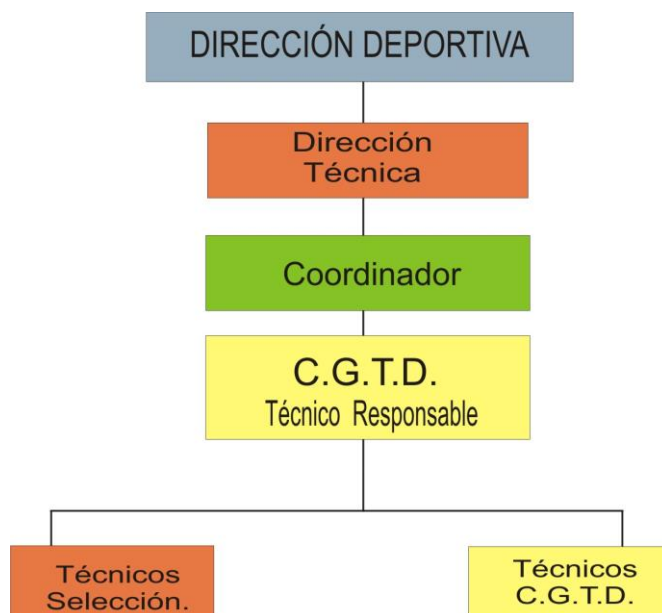 DIRECCIÓN DEPORTIVA
Dirección
Técnica
Coordinador
C.G.T.D.
Técnico Responsable
Técnicos
Selección.
Técnicos
C.G.T.D.